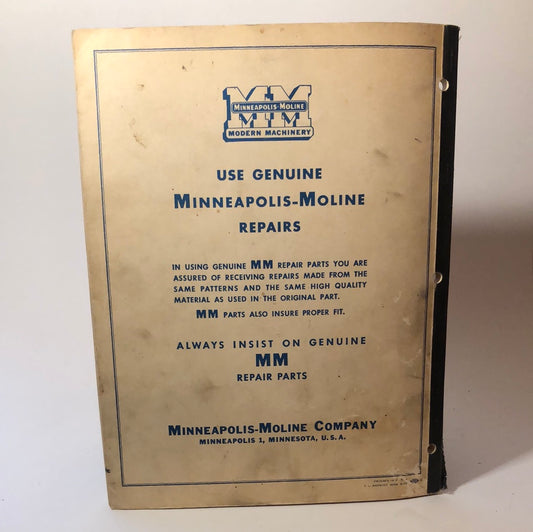 MM
MINNEAPOLIS-MOLINE
MODERN MACHINERY
USE GENUINE
MINNEAPOLIS-MOLINE
REPAIRS
IN USING GENUINE MM REPAIR PARTS YOU ARE
ASSURED OF RECEIVING REPAIRS MADE FROM THE
SAME PATTERNS AND THE SAME HIGH QUALITY
MATERIAL AS USED IN THE ORIGINAL PART.
MM PARTS ALSO INSURE PROPER FIT.
ALWAYS INSIST ON GENUINE
MM
REPAIR PARTS
MINNEAPOLIS-MOLINE COMPANY
MINNEAPOLIS 1, MINNESOTA, U.S.A.